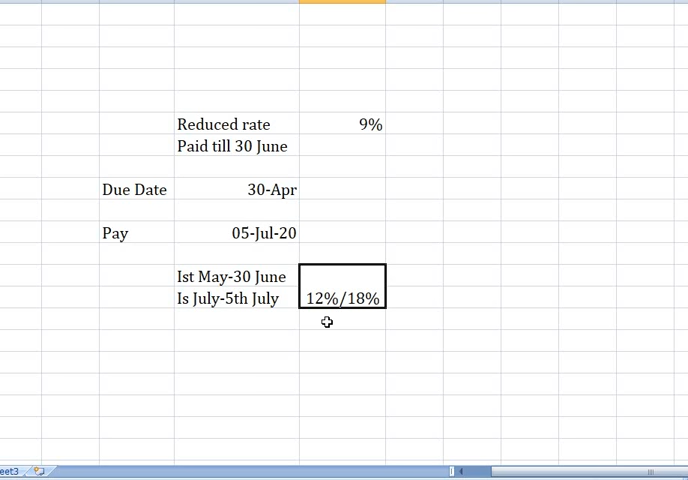 Reduced rate 9%
Paid till 30 June
Due Date 30-Apr
Pay 05-Jul-20
Ist May-30 June
Is July-5th July 12%/18%
eet3